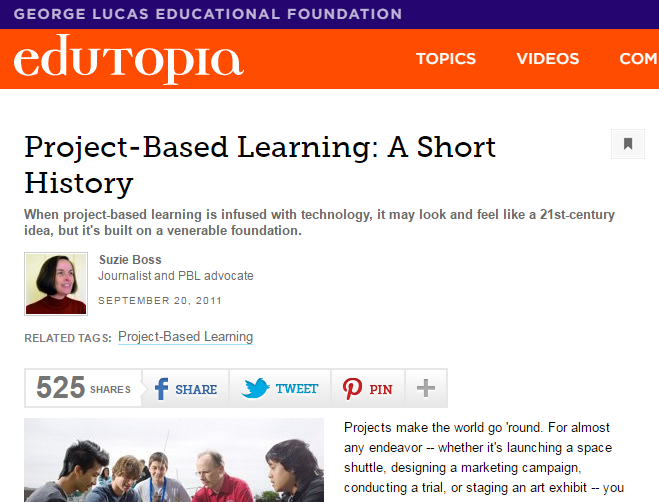 GEORGE LUCAS EDUCATIONAL FOUNDATION
edutopia
TOPICS VIDEOS COM
Project-Based Learning: A Short
History
When project-based learning is infused with technology, it may look and feel like a 21st-century
idea, but it's built on a venerable foundation.
Suzie Boss
Journalist and PBL advocate
SEPTEMBER 20, 2011
RELATED TAGS: Project-Based Learning
525 SHARES SHARE TWEET PIN
Projects make the world go 'round. For almost
any endeavor -- whether it's launching a space
shuttle, designing a marketing campaign,
conducting a trial, or staging an art exhibit -- you